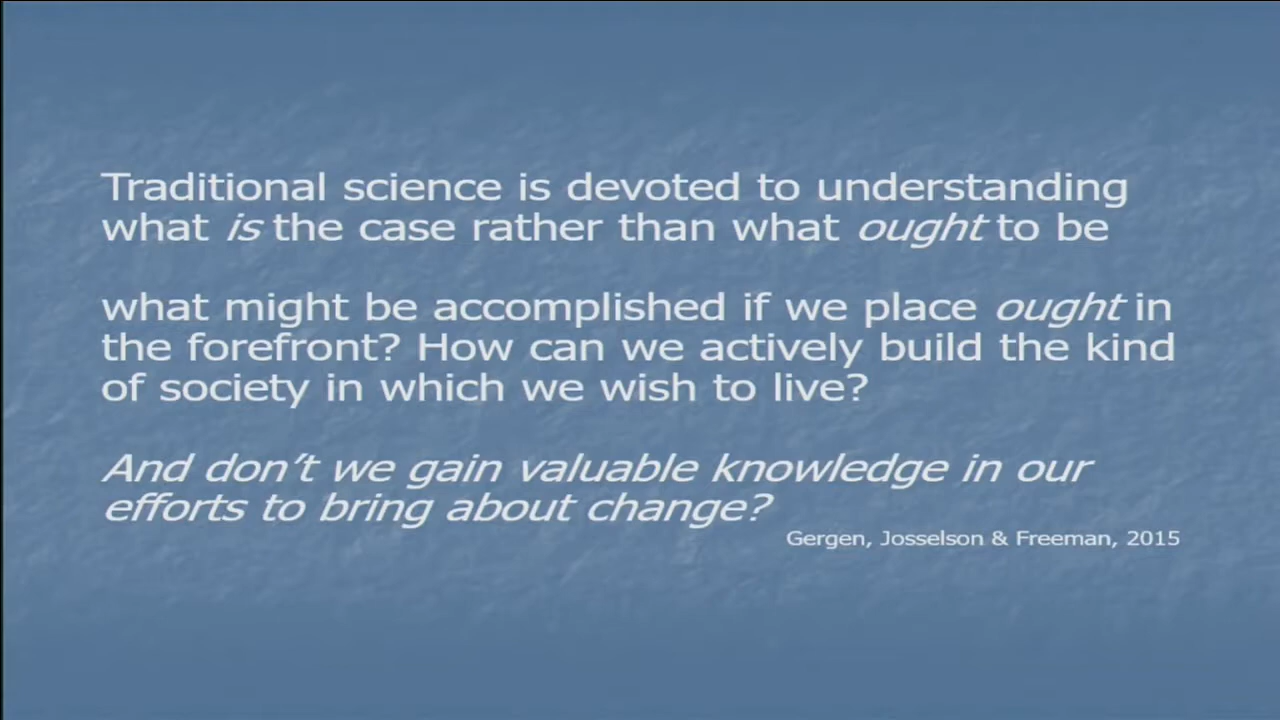 Traditional science is devoted to understanding
what is the case rather than what ought to be
what might be accomplished if we place ought in
the forefront? How can we actively build the kind
of society in which we wish to live?
And don't we gain valuable knowledge in our
efforts to bring about change?
Gergen, Josselson & Freeman, 2015